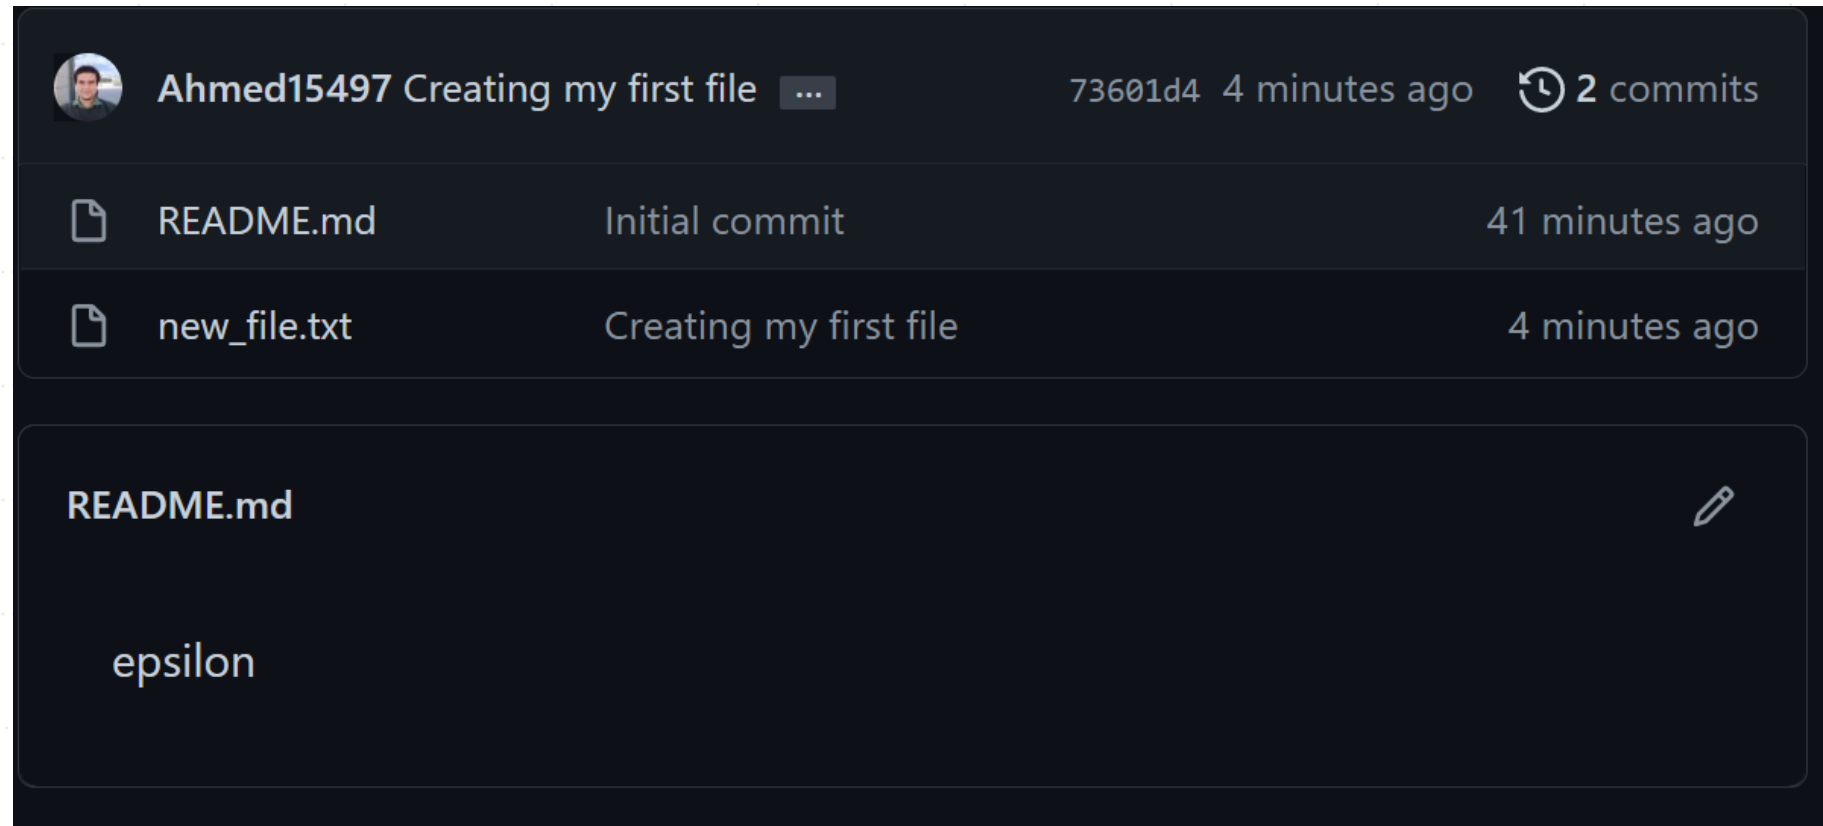 Ahmed15497 Creating my first file ... 73601d4 4 minutes ago 2 commits
README.md Initial commit 41 minutes ago
new_file.txt Creating my first file 4 minutes ago
README.md
epsilon